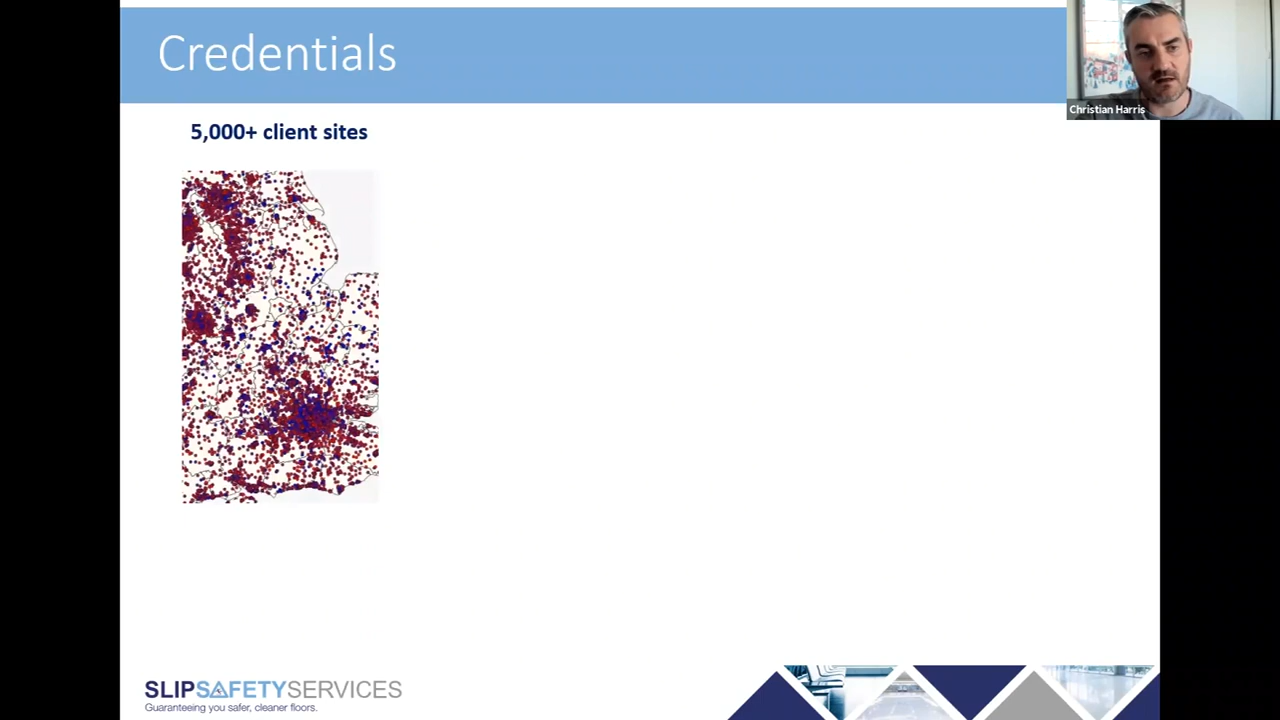 Credentials
Christian Harris
5,000+ client sites
SLIPSAFETYSERVICES
Guaranteeing you safer, cleaner floors.